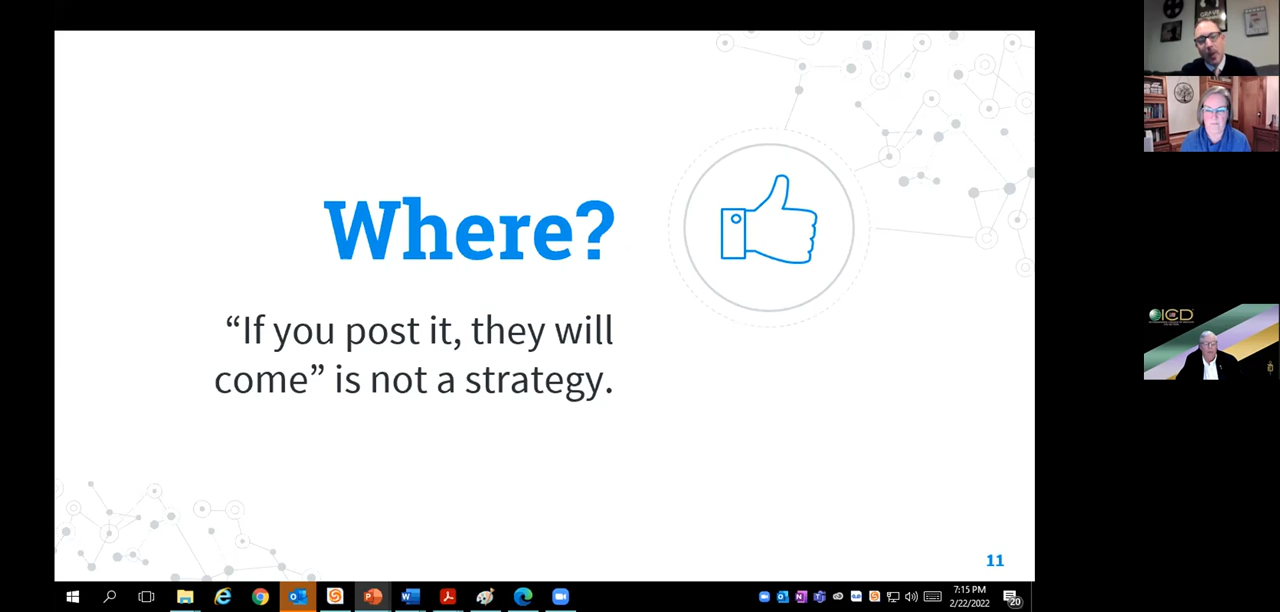 Where?
“If you post it, they will
come” is not a strategy.
11
ICD
7:15 PM
2/22/2022
20